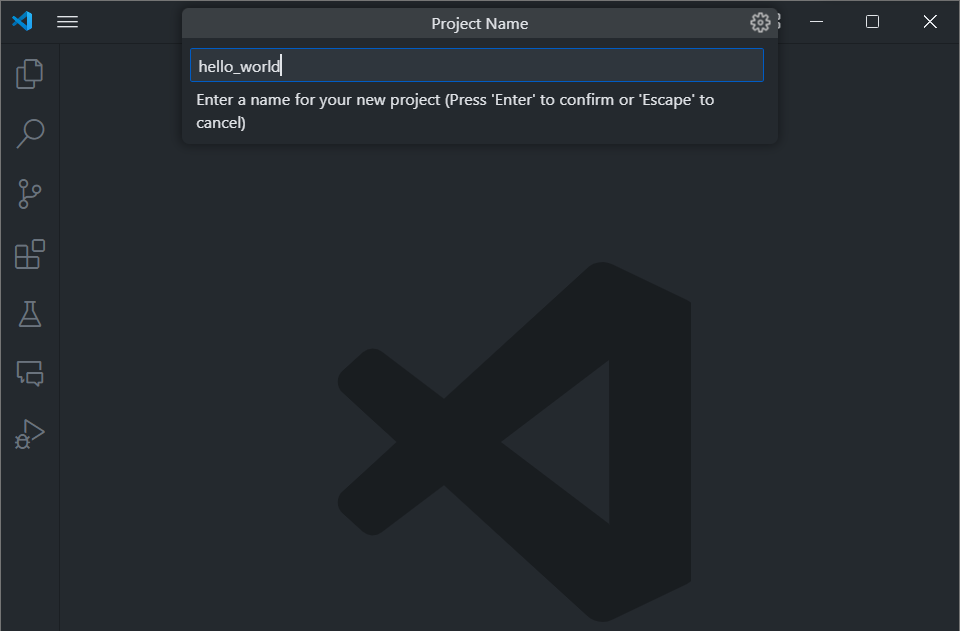 Project Name
hello_world
Enter a name for your new project (Press 'Enter' to confirm or 'Escape' to
cancel)